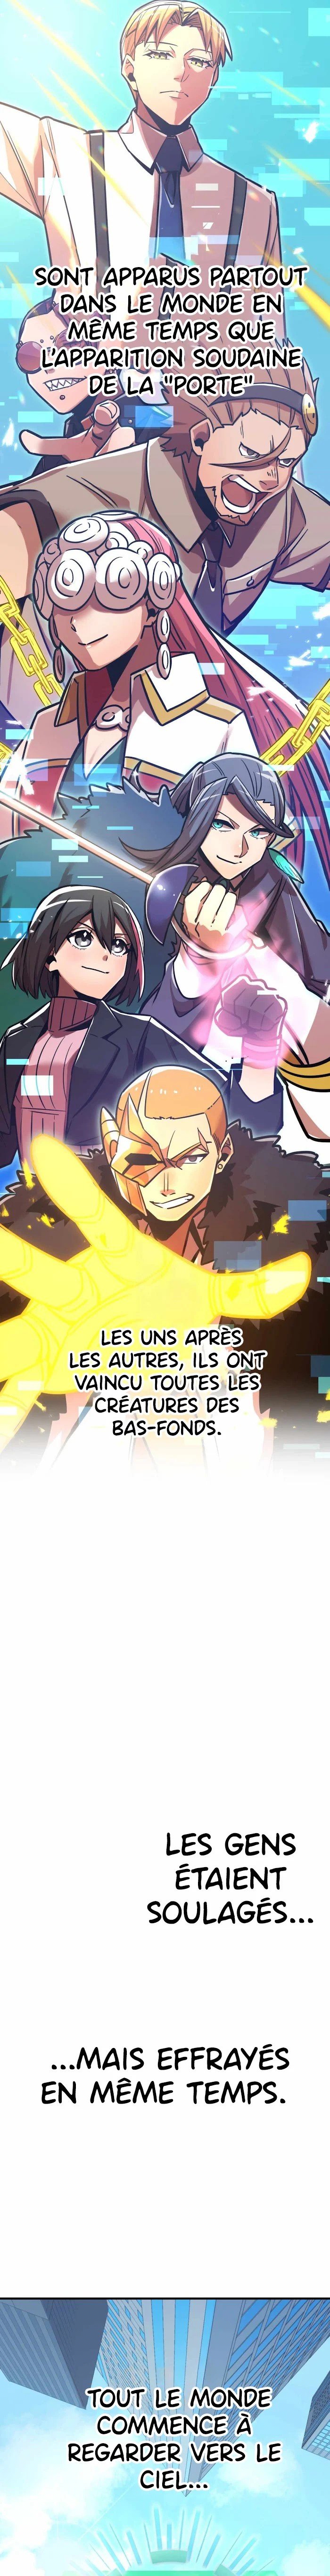 SONT APPARUS PARTOUT
DANS LE MONDE EN
MÊME TEMPS QUE
L'APPARITION SOUDAINE
DE LA "PORTE"
LES UNS APRÈS
LES AUTRES, ILS ONT
VAINCU TOUTES LES
CRÉATURES DES
BAS-FONDS.
LES GENS
ÉTAIENT
SOULAGÉS...
...MAIS EFFRAYÉS
EN MÊME TEMPS.
TOUT LE MONDE
COMMENCE À
REGARDER VERS LE
CIEL...